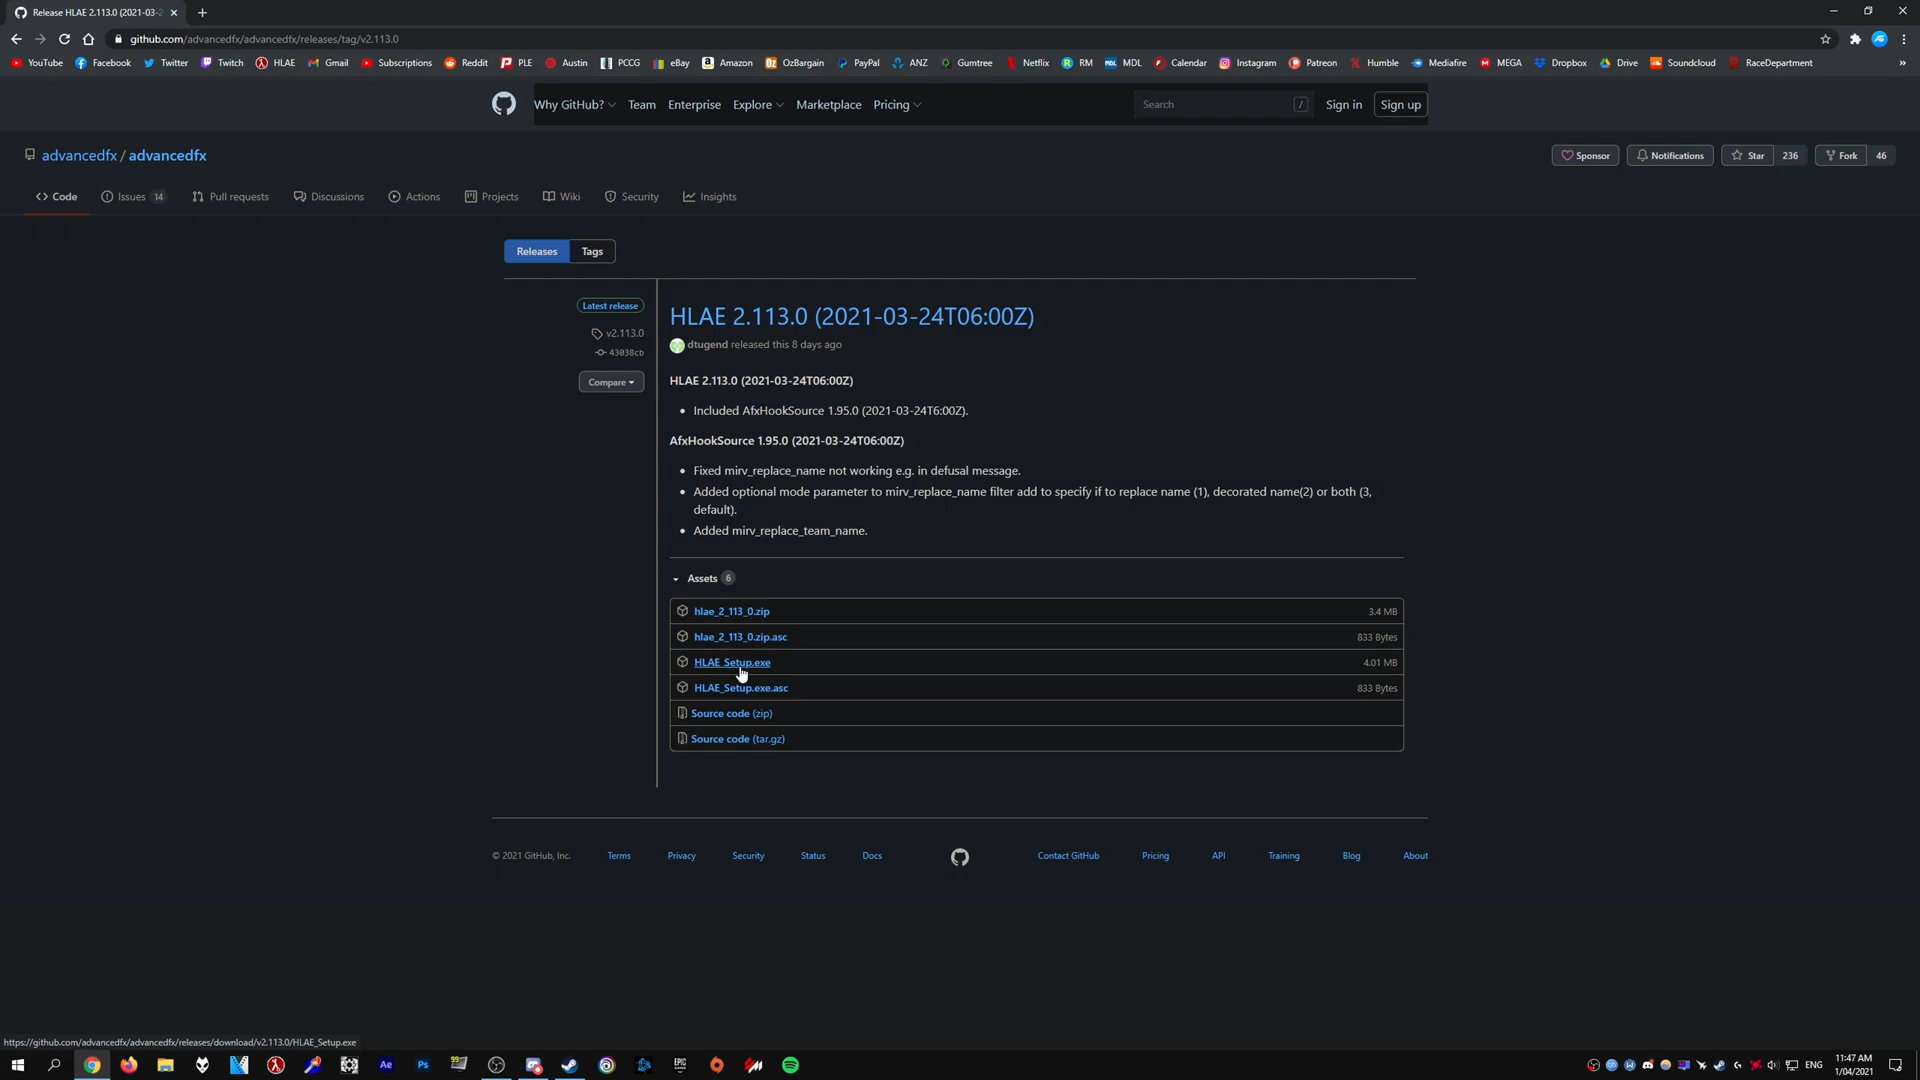 Release HLAE 2.113.0 (2021-03-2
github.com/advancedfx/advancedfx/releases/tag/v2.113.0
YouTube Facebook Twitter Twitch HLAE Gmail Subscriptions Reddit PLE Austin PCCG eBay Amazon OzBargain PayPal ANZ Gumtree Netflix RM MDL Calendar Instagram Patreon Humble Mediafire MEGA Dropbox Drive Soundcloud RaceDepartment »
Why GitHub? Team Enterprise Explore Marketplace Pricing Search / Sign in Sign up
advancedfx / advancedfx Sponsor Notifications Star 236 Fork 46
<> Code Issues 14 Pull requests Discussions Actions Projects Wiki Security Insights
Releases Tags
Latest release
v2.113.0
43038cb
Compare
HLAE 2.113.0 (2021-03-24T06:00Z)
dtugend released this 8 days ago
HLAE 2.113.0 (2021-03-24T06:00Z)
• Included AfxHookSource 1.95.0 (2021-03-24T6:00Z).
AfxHookSource 1.95.0 (2021-03-24T06:00Z)
• Fixed mirv_replace_name not working e.g. in defusal message.
• Added optional mode parameter to mirv_replace_name filter add to specify if to replace name (1), decorated name(2) or both (3,
default).
• Added mirv_replace_team_name.
Assets 6
hlae_2_113_0.zip 3.4 MB
hlae_2_113_0.zip.asc 833 Bytes
HLAE_Setup.exe 4.01 MB
HLAE_Setup.exe.asc 833 Bytes
Source code (zip)
Source code (tar.gz)
© 2021 GitHub, Inc. Terms Privacy Security Status Docs Contact GitHub Pricing API Training Blog About
https://github.com/advancedfx/advancedfx/releases/download/v2.113.0/HLAE_Setup.exe
Ae Ps 99 EPIC ENG 11:47 AM
1/04/2021